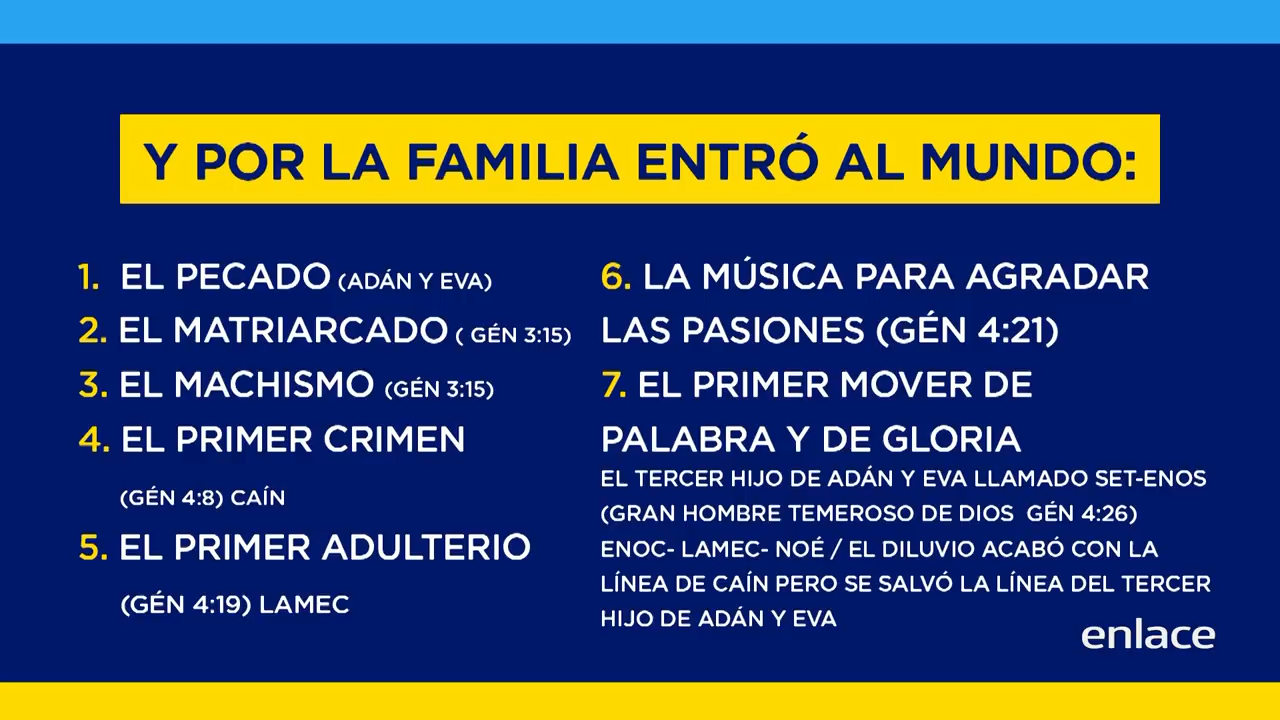 Y POR LA FAMILIA ENTRÓ AL MUNDO:
1. EL PECADO (ADÁN Y EVA)
2. EL MATRIARCADO ( GÉN 3:15)
3. EL MACHISMO (GÉN 3:15)
4. EL PRIMER CRIMEN
(GÉN 4:8) CAÍN
5. EL PRIMER ADULTERIO
(GÉN 4:19) LAMEC
6. LA MÚSICA PARA AGRADAR
LAS PASIONES (GÉN 4:21)
7. EL PRIMER MOVER DE
PALABRA Y DE GLORIA
EL TERCER HIJO DE ADÁN Y EVA LLAMADO SET-ENOS
(GRAN HOMBRE TEMEROSO DE DIOS GÉN 4:26)
ENOC- LAMEC- NOÉ / EL DILUVIO ACABÓ CON LA
LÍNEA DE CAÍN PERO SE SALVÓ LA LÍNEA DEL TERCER
HIJO DE ADÁN Y EVA
enlace